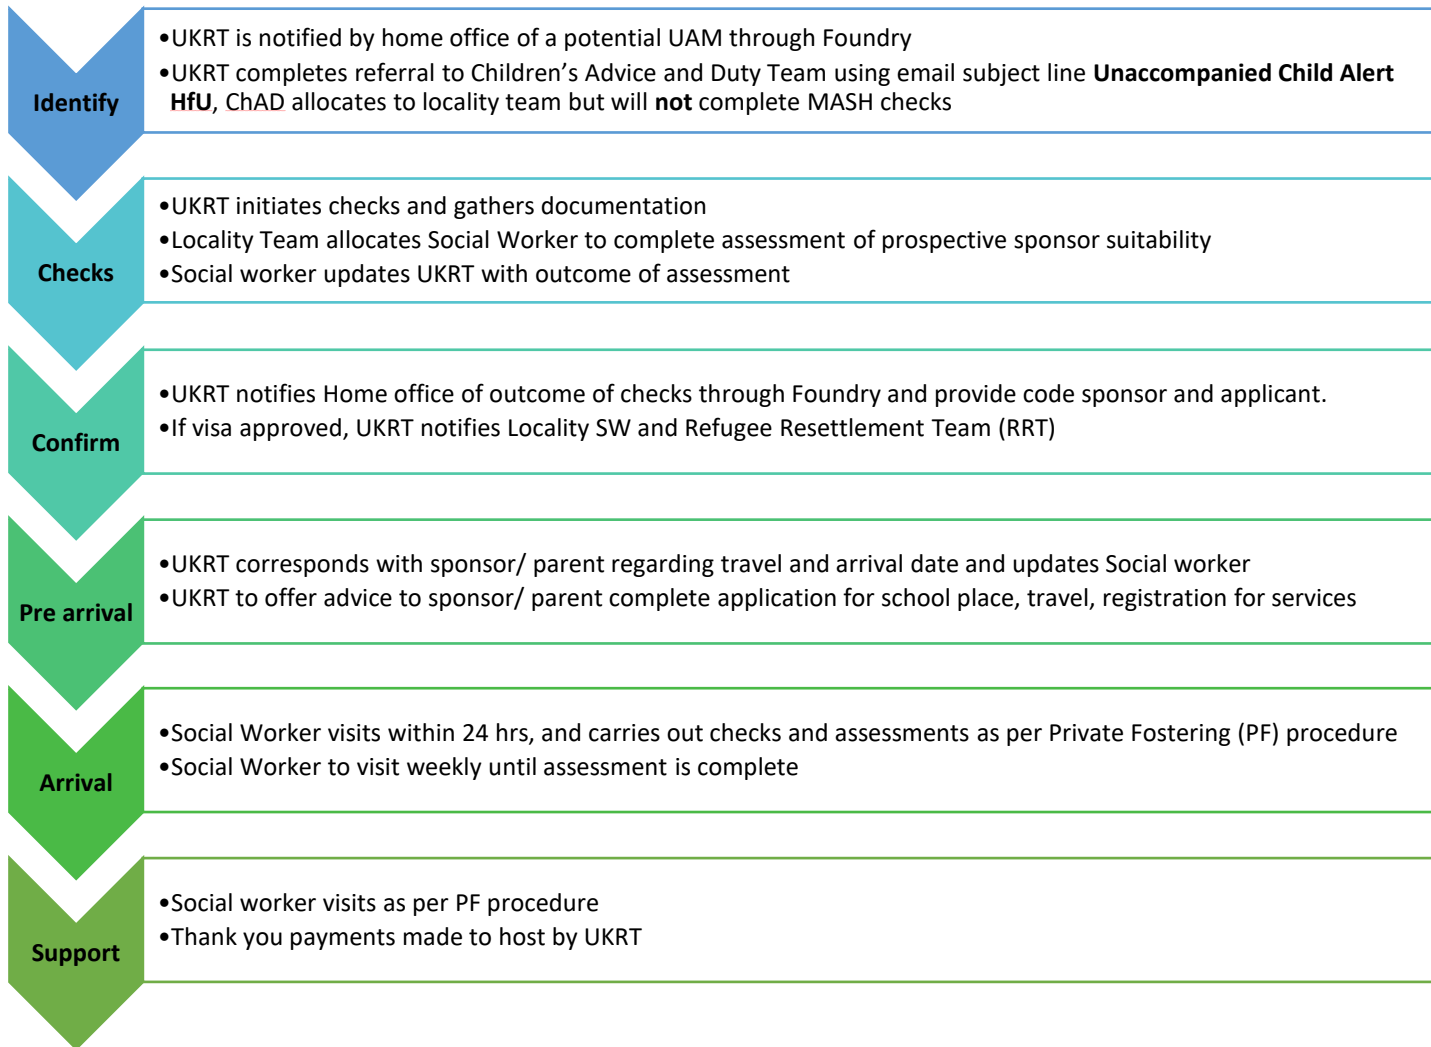 Identify
•UKRT is notified by home office of a potential UAM through Foundry
•UKRT completes referral to Children’s Advice and Duty Team using email subject line Unaccompanied Child Alert
HfU, ChAD allocates to locality team but will not complete MASH checks
Checks
•UKRT initiates checks and gathers documentation
•Locality Team allocates Social Worker to complete assessment of prospective sponsor suitability
•Social worker updates UKRT with outcome of assessment
Confirm
•UKRT notifies Home office of outcome of checks through Foundry and provide code sponsor and applicant.
•If visa approved, UKRT notifies Locality SW and Refugee Resettlement Team (RRT)
Pre arrival
•UKRT corresponds with sponsor/ parent regarding travel and arrival date and updates Social worker
•UKRT to offer advice to sponsor/ parent complete application for school place, travel, registration for services
Arrival
•Social Worker visits within 24 hrs, and carries out checks and assessments as per Private Fostering (PF) procedure
•Social Worker to visit weekly until assessment is complete
Support
•Social worker visits as per PF procedure
•Thank you payments made to host by UKRT